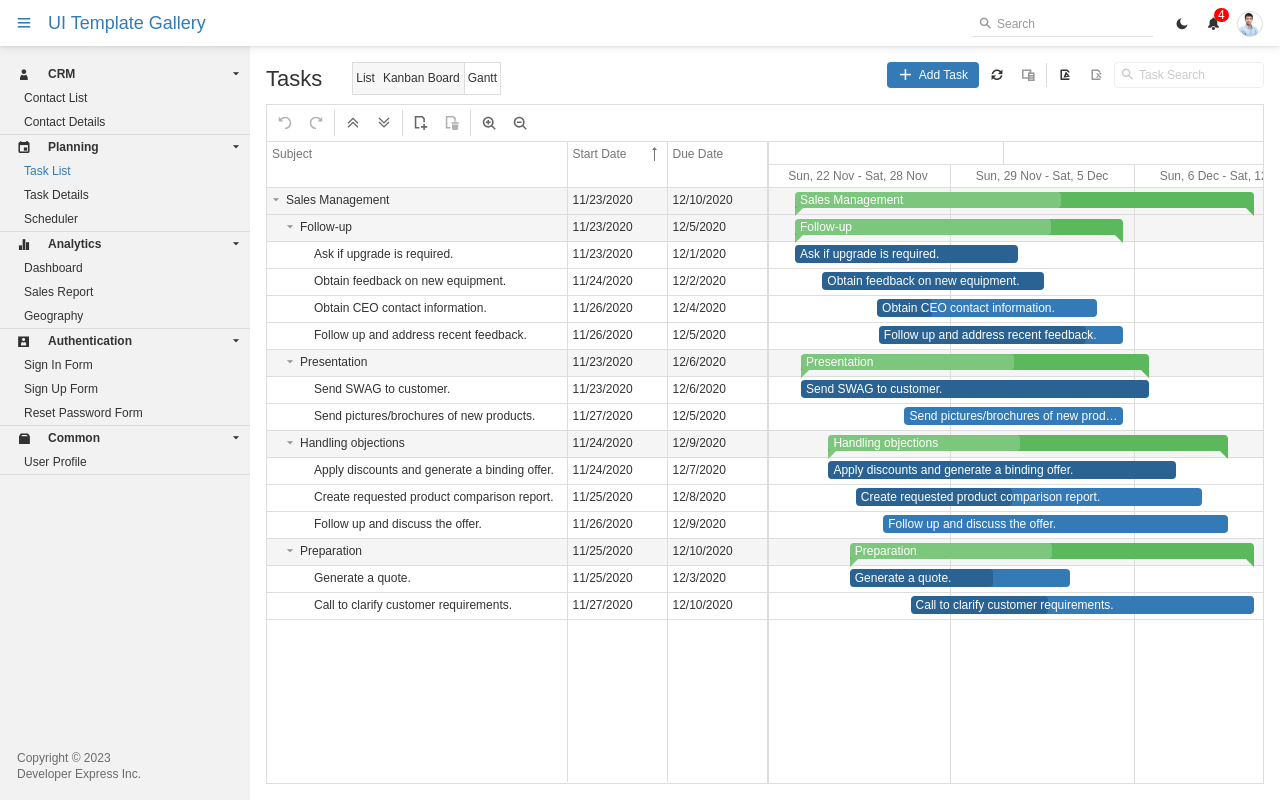 UI Template Gallery
Search
4
CRM
Contact List
Contact Details
Planning
Task List
Task Details
Scheduler
Analytics
Dashboard
Sales Report
Geography
Authentication
Sign In Form
Sign Up Form
Reset Password Form
Common
User Profile
Copyright © 2023
Developer Express Inc.
Tasks
List Kanban Board Gantt
Add Task
Task Search
Subject Start Date Due Date
Sun, 22 Nov - Sat, 28 Nov Sun, 29 Nov - Sat, 5 Dec Sun, 6 Dec - Sat, 12
Sales Management 11/23/2020 12/10/2020 Sales Management
Follow-up 11/23/2020 12/5/2020 Follow-up
Ask if upgrade is required. 11/23/2020 12/1/2020 Ask if upgrade is required.
Obtain feedback on new equipment. 11/24/2020 12/2/2020 Obtain feedback on new equipment.
Obtain CEO contact information. 11/26/2020 12/4/2020 Obtain CEO contact information.
Follow up and address recent feedback. 11/26/2020 12/5/2020 Follow up and address recent feedback.
Presentation 11/23/2020 12/6/2020 Presentation
Send SWAG to customer. 11/23/2020 12/6/2020 Send SWAG to customer.
Send pictures/brochures of new products. 11/27/2020 12/5/2020 Send pictures/brochures of new prod…
Handling objections 11/24/2020 12/9/2020 Handling objections
Apply discounts and generate a binding offer. 11/24/2020 12/7/2020 Apply discounts and generate a binding offer.
Create requested product comparison report. 11/25/2020 12/8/2020 Create requested product comparison report.
Follow up and discuss the offer. 11/26/2020 12/9/2020 Follow up and discuss the offer.
Preparation 11/25/2020 12/10/2020 Preparation
Generate a quote. 11/25/2020 12/3/2020 Generate a quote.
Call to clarify customer requirements. 11/27/2020 12/10/2020 Call to clarify customer requirements.